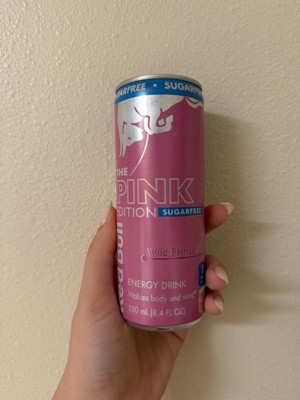 SUGARFREE • SUGARFREE
THE
PINK
EDITION SUGARFREE
Red Bull
Wild Berries
ENERGY DRINK
Vitalizes body and mind.®
250 mL (8.4 FL OZ)